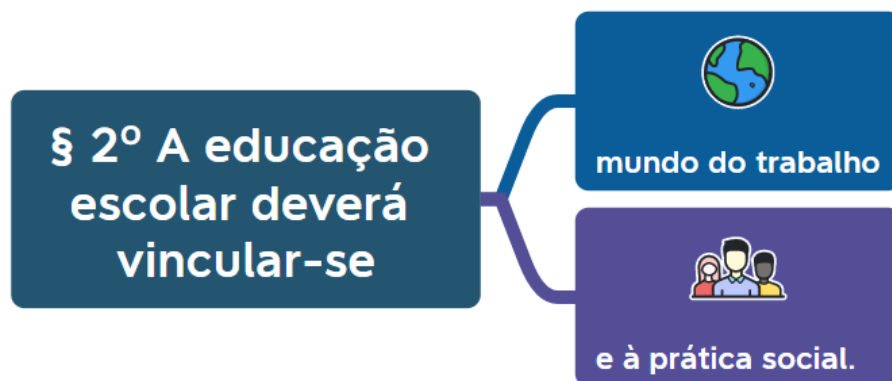 § 2º A educação
escolar deverá
vincular-se
mundo do trabalho
e à prática social.